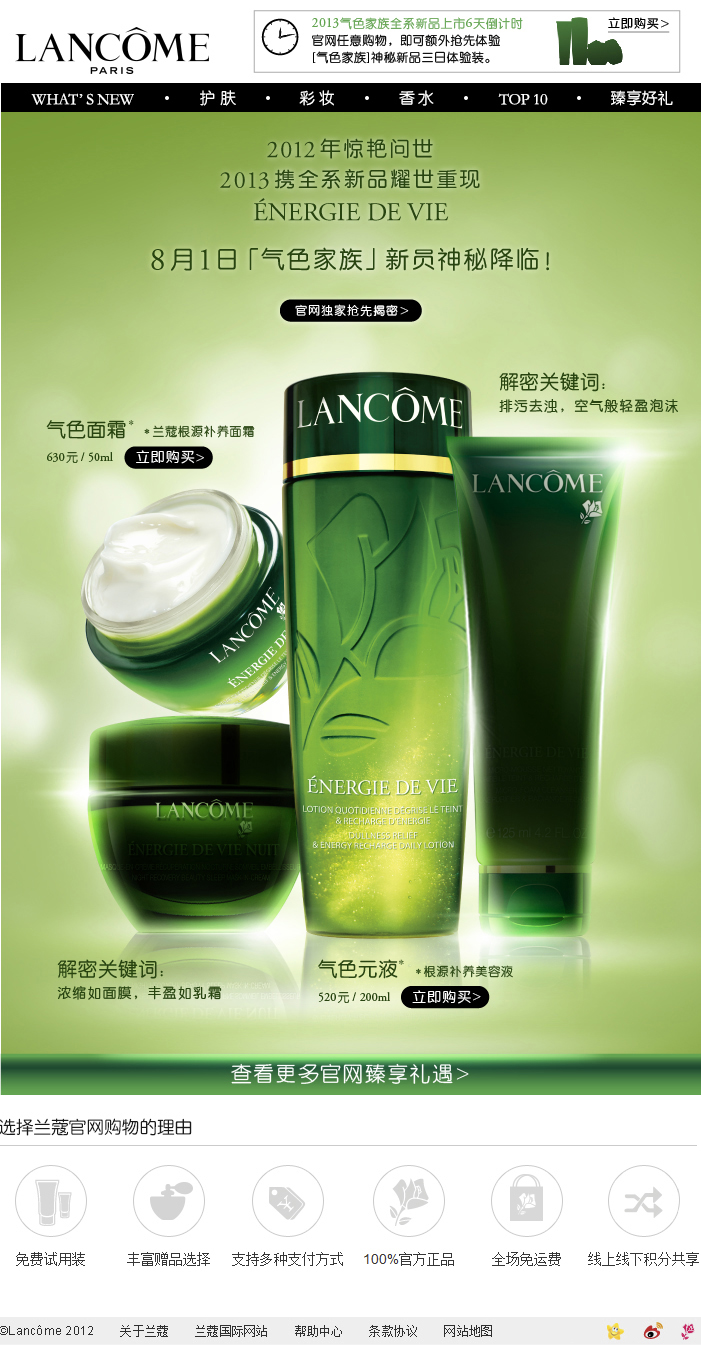 LANCÔME
PARIS
2013气色家族全系新品上市6天倒计时
官网任意购物，即可额外抢先体验
[气色家族]神秘新品三日体验装。
立即购买>
WHAT'S NEW • 护肤 • 彩妆 • 香水 • TOP 10 • 臻享好礼
2012年惊艳问世
2013携全系新品耀世重现
ÉNERGIE DE VIE
8月1日「气色家族」新员神秘降临!
官网独家抢先揭密>
解密关键词:
排污去浊，空气般轻盈泡沫
气色面霜* *兰蔻根源补养面霜
630元 / 50ml 立即购买>
LANCÔME
LANCÔME
LANCÔME
ÉNERGIE DE
ÉNERGIE DE VIE
LANCÔME
ÉNERGIE DE VIE NUIT
ÉNERGIE DE VIE
LOTION QUOTIDIENNE DÉGRISE LE TEINT
& RECHARGE D'ÉNERGIE
DULLNESS RELIEF
& ENERGY RECHARGE DAILY LOTION
解密关键词:
浓缩如面膜，丰盈如乳霜
气色元液* *根源补养美容液
520元 / 200ml 立即购买>
查看更多官网臻享礼遇>
选择兰蔻官网购物的理由
免费试用装 丰富赠品选择 支持多种支付方式 100%官方正品 全场免运费 线上线下积分共享
©Lancôme 2012 关于兰蔻 兰蔻国际网站 帮助中心 条款协议 网站地图